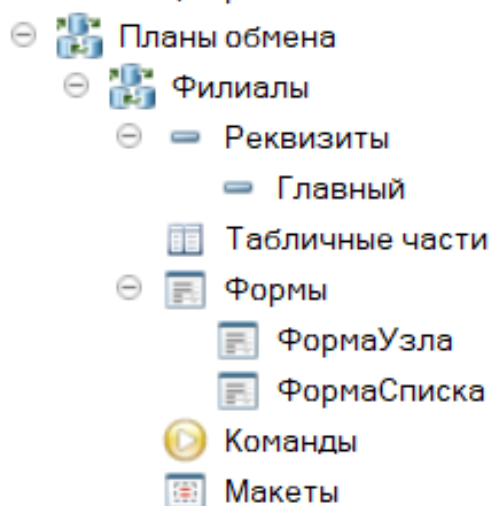 Планы обмена
Филиалы
Реквизиты
Главный
Табличные части
Формы
ФормаУзла
ФормаСписка
Команды
Макеты